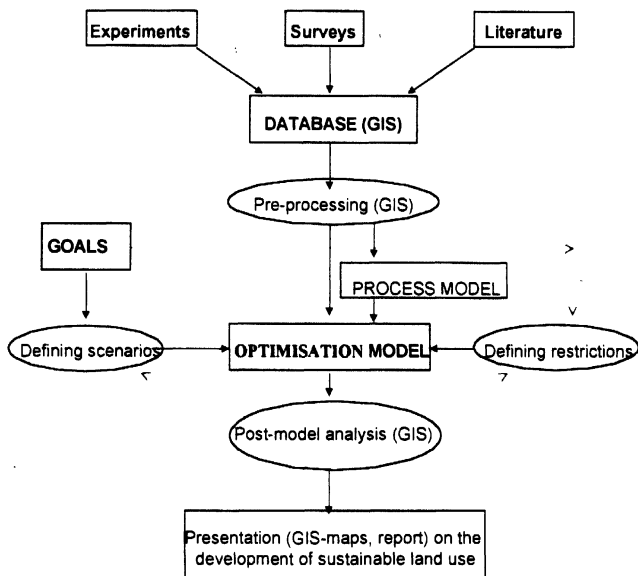 Experiments
Surveys
Literature
DATABASE (GIS)
Pre-processing (GIS)
GOALS
PROCESS MODEL
Defining scenarios
OPTIMISATION MODEL
Defining restrictions
Post-model analysis (GIS)
Presentation (GIS-maps, report) on the
development of sustainable land use